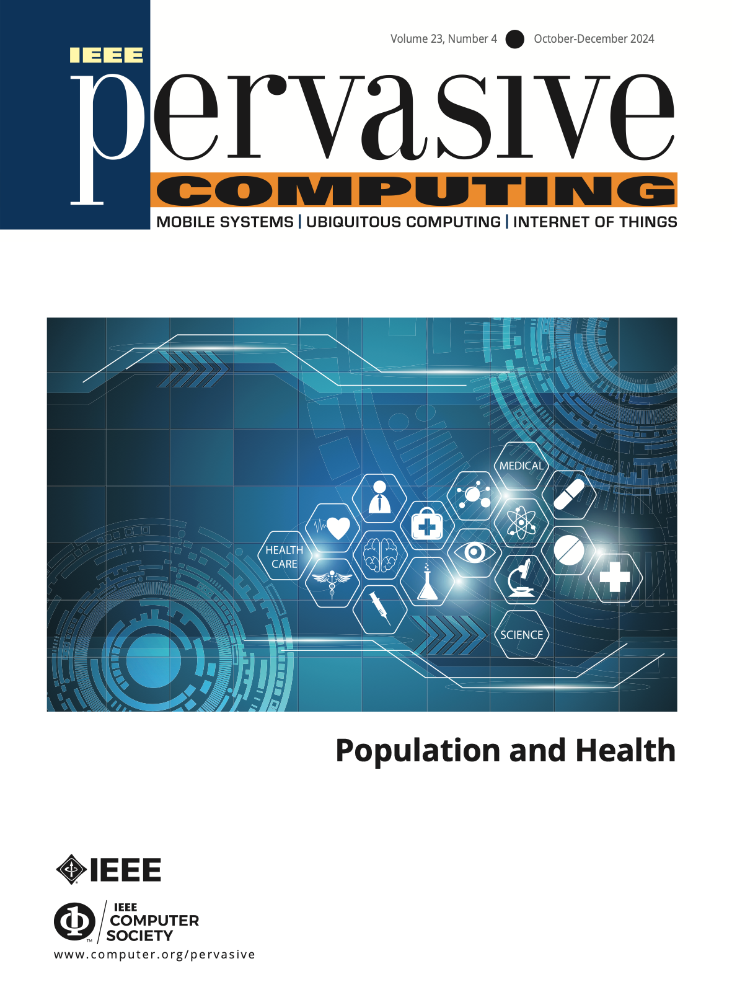 Volume 23, Number 4 ● October-December 2024
IEEE
pervasive
COMPUTING
MOBILE SYSTEMS | UBIQUITOUS COMPUTING | INTERNET OF THINGS
MEDICAL
HEALTH
CARE
SCIENCE
Population and Health
IEEE
IEEE
COMPUTER
SOCIETY
TM
www.computer.org/pervasive